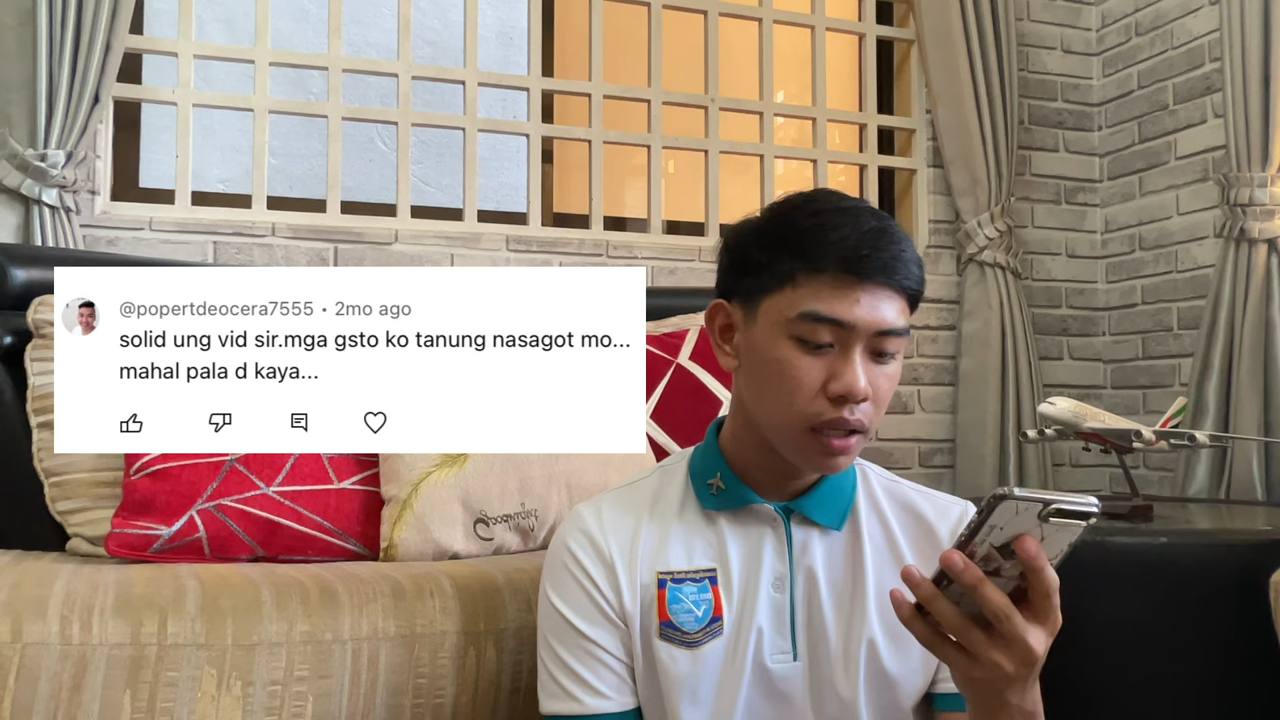 @popertdeocera7555 • 2mo ago
solid ung vid sir.mga gsto ko tanung nasagot mo...
mahal pala d kaya...